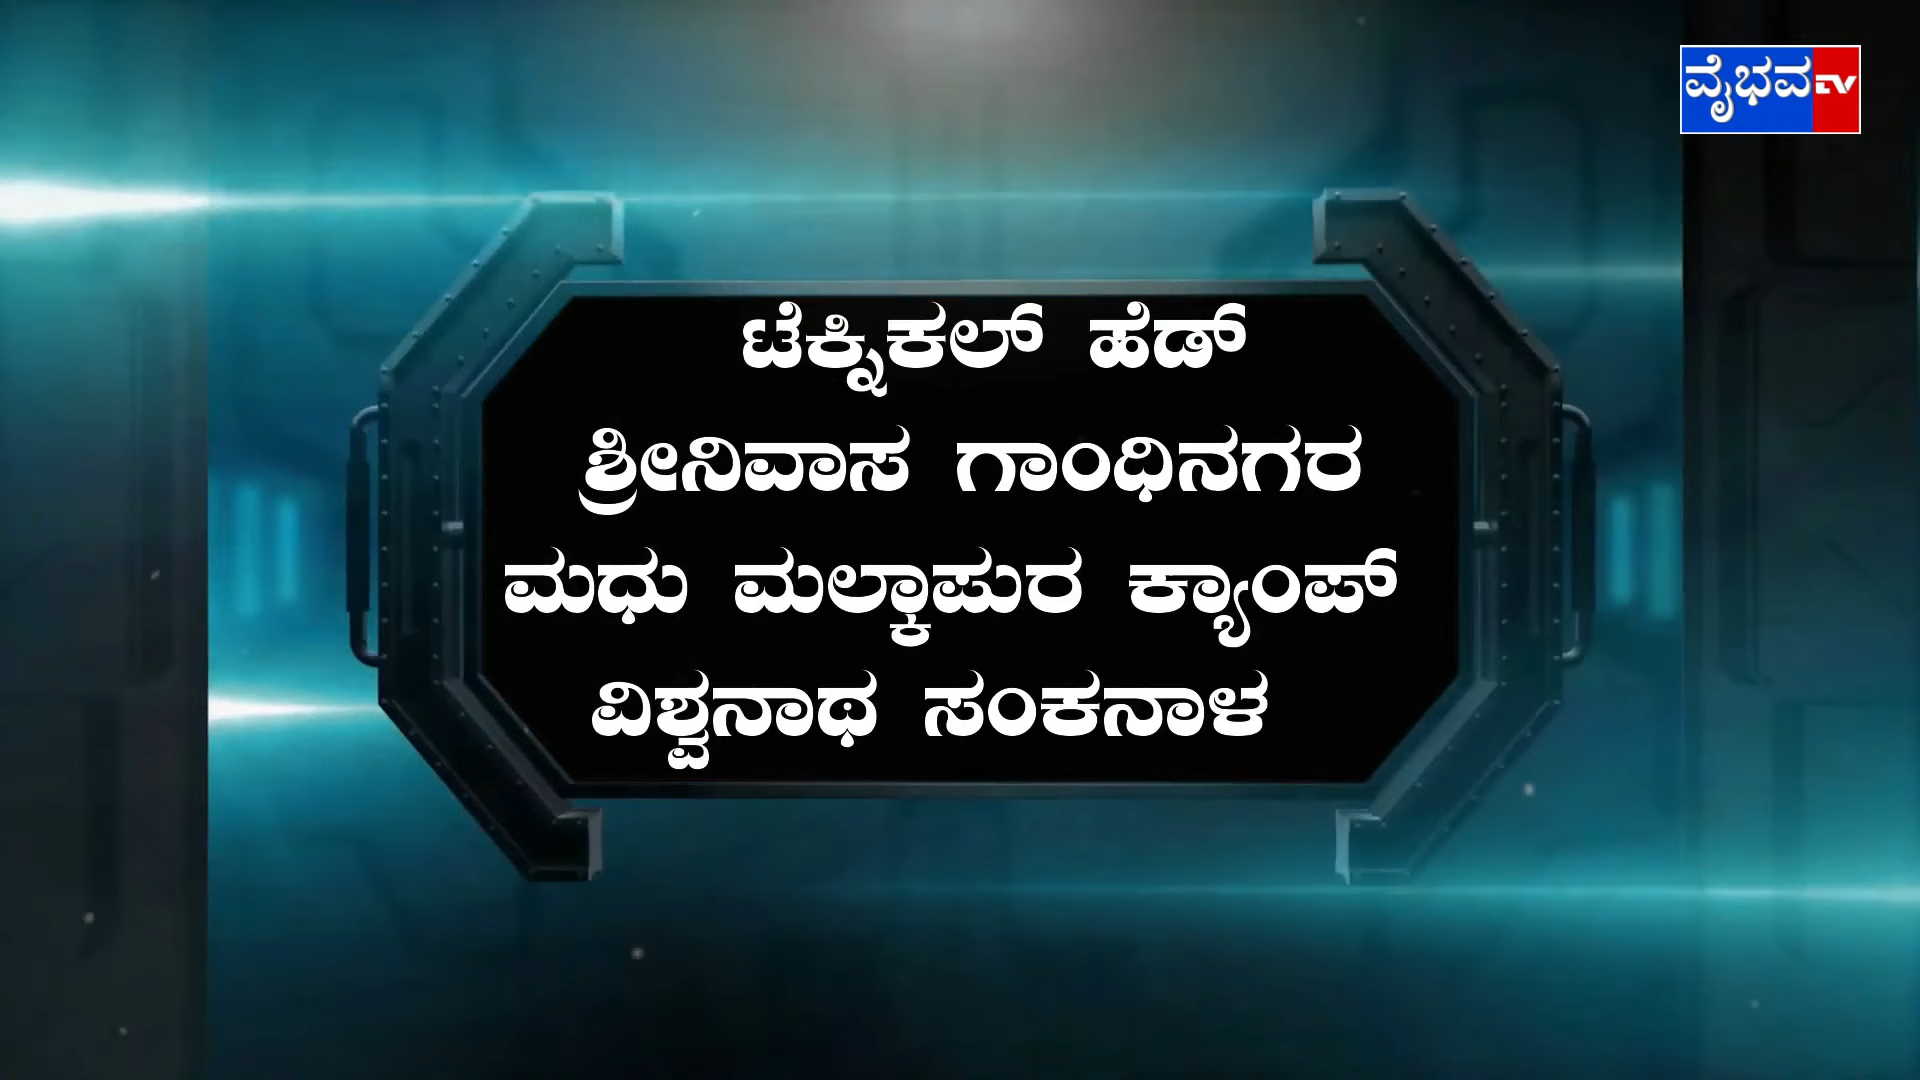 ವೈಭವ TV
ಟೆಕ್ನಿಕಲ್ ಹೆಡ್
ಶ್ರೀನಿವಾಸ ಗಾಂಧಿನಗರ
ಮಧು ಮಲ್ಕಾಪುರ ಕ್ಯಾಂಪ್
ವಿಶ್ವನಾಥ ಸಂಕನಾಳ